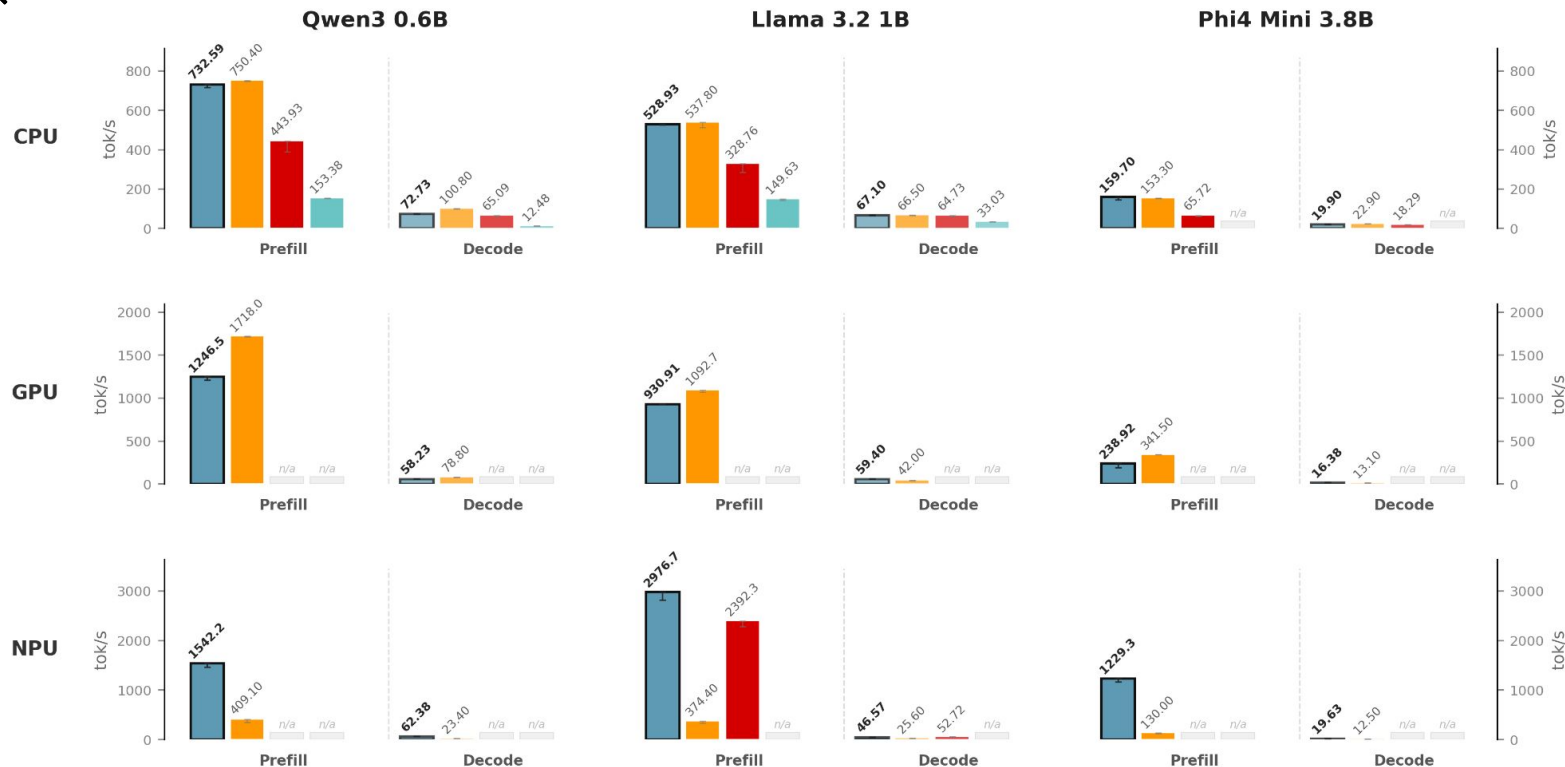 Qwen3 0.6B
Llama 3.2 1B
Phi4 Mini 3.8B
CPU
tok/s
800
600
400
200
0
732.59
750.40
443.93
153.38
Prefill
72.73
100.80
65.09
12.48
Decode
528.93
537.80
328.76
149.63
Prefill
67.10
66.50
64.73
33.03
Decode
159.70
153.30
65.72
n/a
Prefill
19.90
22.90
18.29
n/a
Decode
800
600
400
200
0
tok/s
GPU
tok/s
2000
1500
1000
500
0
1246.5
1718.0
n/a
n/a
Prefill
58.23
78.80
n/a
n/a
Decode
930.91
1092.7
n/a
n/a
Prefill
59.40
42.00
n/a
n/a
Decode
238.92
341.50
n/a
n/a
Prefill
16.38
13.10
n/a
n/a
Decode
2000
1500
1000
500
0
tok/s
NPU
tok/s
3000
2000
1000
0
1542.2
409.10
n/a
n/a
Prefill
62.38
23.40
n/a
n/a
Decode
2976.7
374.40
2392.3
n/a
Prefill
46.57
25.60
52.72
n/a
Decode
1229.3
130.00
n/a
n/a
Prefill
19.63
12.50
n/a
n/a
Decode
3000
2000
1000
0
tok/s